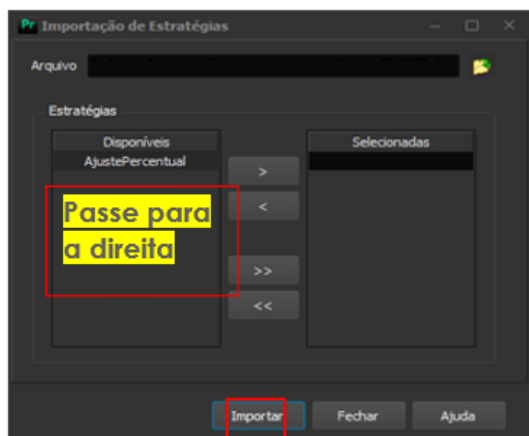 Pr Importação de Estratégias
Arquivo
Estratégias
Disponíveis
Selecionadas
AjustePercentual
>
<
>>
<<
Passe para
a direita
Importar
Fechar
Ajuda